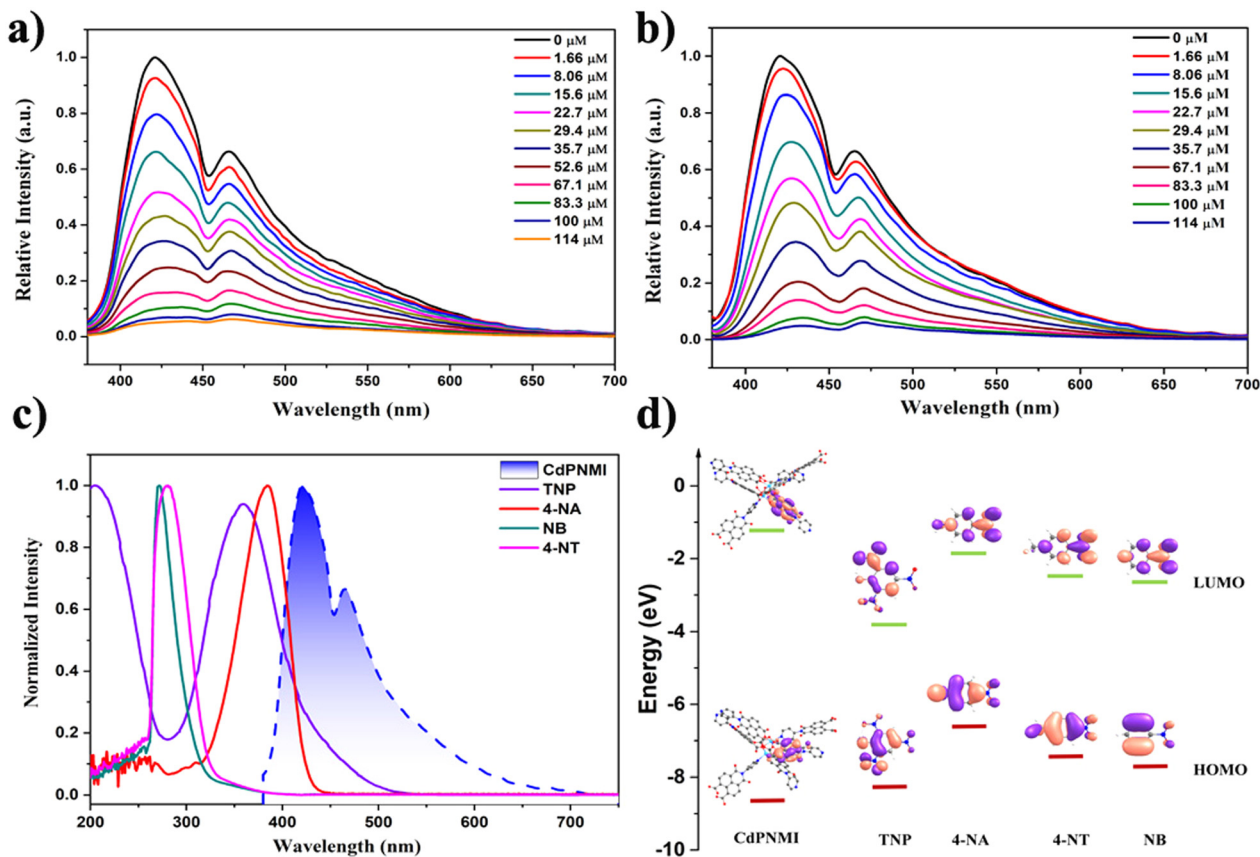 a)
Relative Intensity (a.u.)
1.0
0.8
0.6
0.4
0.2
0.0
400 450 500 550 600 650 700
Wavelength (nm)
0 μM
1.66 μM
8.06 μM
15.6 μM
22.7 μM
29.4 μM
35.7 μM
52.6 μM
67.1 μM
83.3 μM
100 μM
114 μM
b)
Relative Intensity (a.u.)
1.0
0.8
0.6
0.4
0.2
0.0
400 450 500 550 600 650 700
Wavelength (nm)
0 μM
1.66 μM
8.06 μM
15.6 μM
22.7 μM
29.4 μM
35.7 μM
67.1 μM
83.3 μM
100 μM
114 μM
c)
Normalized Intensity
1.0
0.8
0.6
0.4
0.2
0.0
200 300 400 500 600 700
Wavelength (nm)
CdPNMI
TNP
4-NA
NB
4-NT
d)
Energy (eV)
0
-2
-4
-6
-8
-10
LUMO
HOMO
CdPNMI TNP 4-NA 4-NT NB